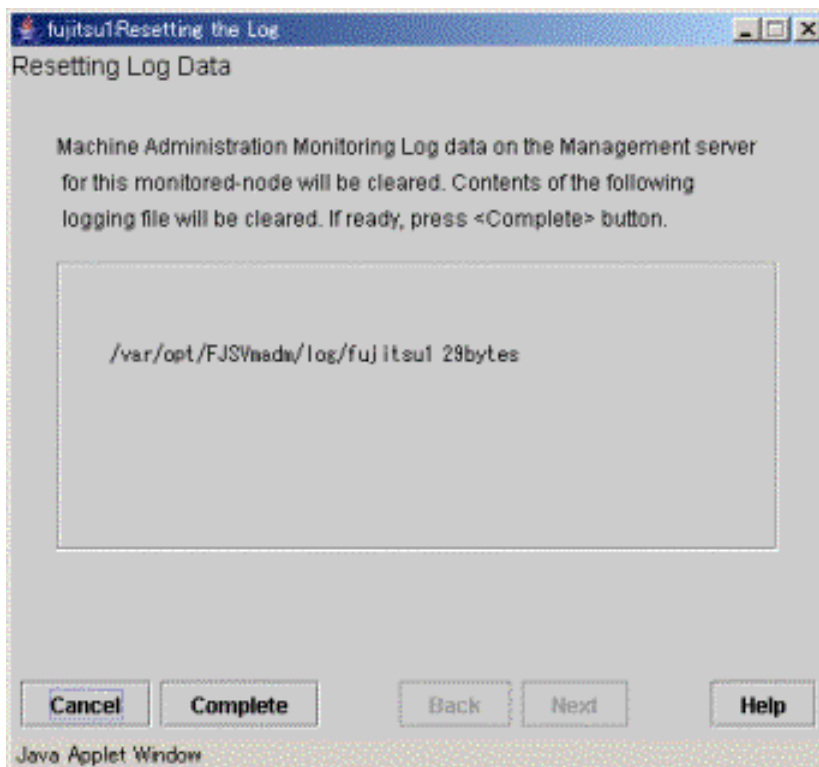 fujitsu1:Resetting the Log
Resetting Log Data
Machine Administration Monitoring Log data on the Management server
for this monitored-node will be cleared. Contents of the following
logging file will be cleared. If ready, press <Complete> button.
/var/opt/FJSVmadm/log/fujitsu1 29bytes
Cancel Complete Back Next Help
Java Applet Window